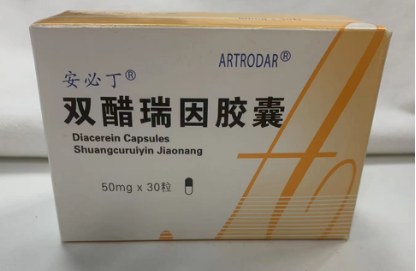 ARTRODAR®
安必丁®
双醋瑞因胶囊
Diacerein Capsules
Shuangcuruiyin Jiaonang
50mg x 30粒